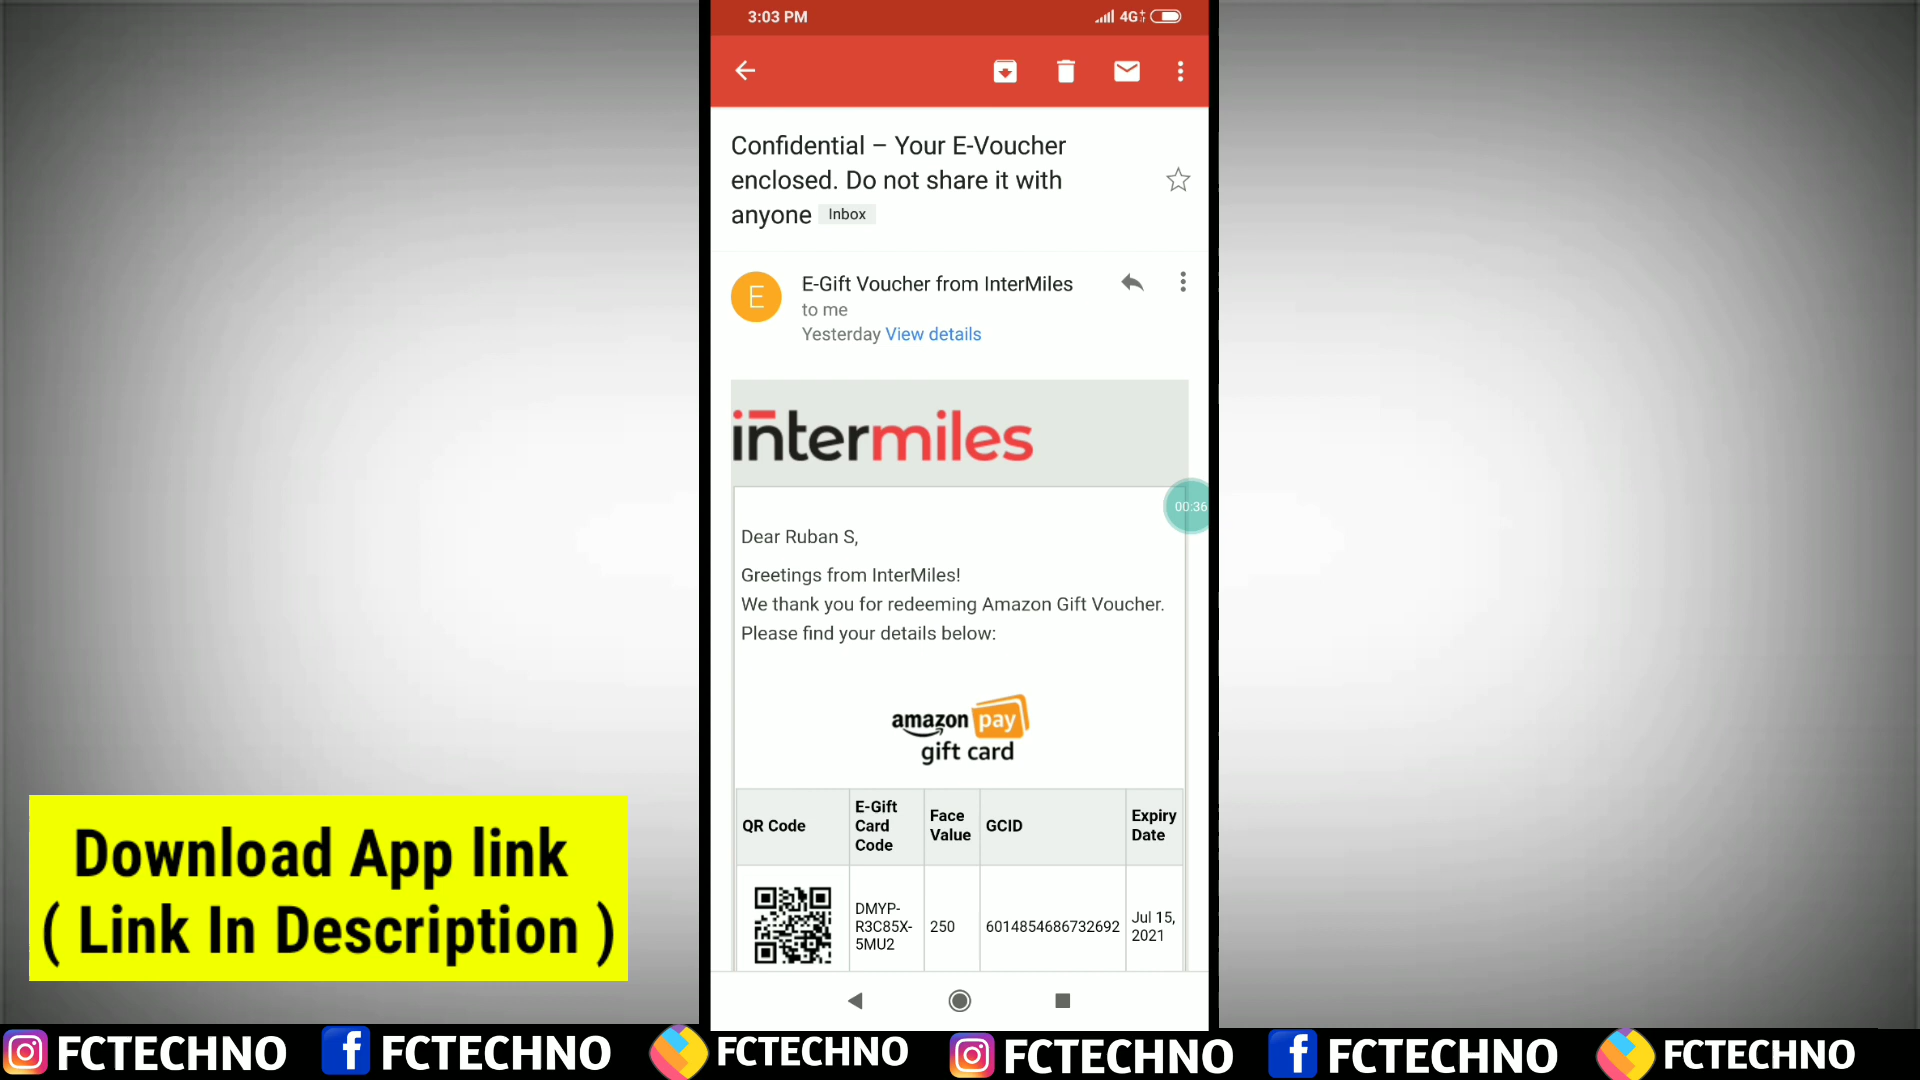 3:03 PM
4G+
Confidential – Your E-Voucher
enclosed. Do not share it with
anyone Inbox
E
E-Gift Voucher from InterMiles
to me
Yesterday View details
intermiles
00:36
Dear Ruban S,
Greetings from InterMiles!
We thank you for redeeming Amazon Gift Voucher.
Please find your details below:
amazon pay
gift card
QR Code
E-Gift
Card
Code
Face
Value
GCID
Expiry
Date
DMYP-
R3C85X-
5MU2
250
6014854686732692
Jul 15,
2021
Download App link
( Link In Description )
FCTECHNO
f FCTECHNO
FCTECHNO
FCTECHNO
f FCTECHNO
FCTECHNO